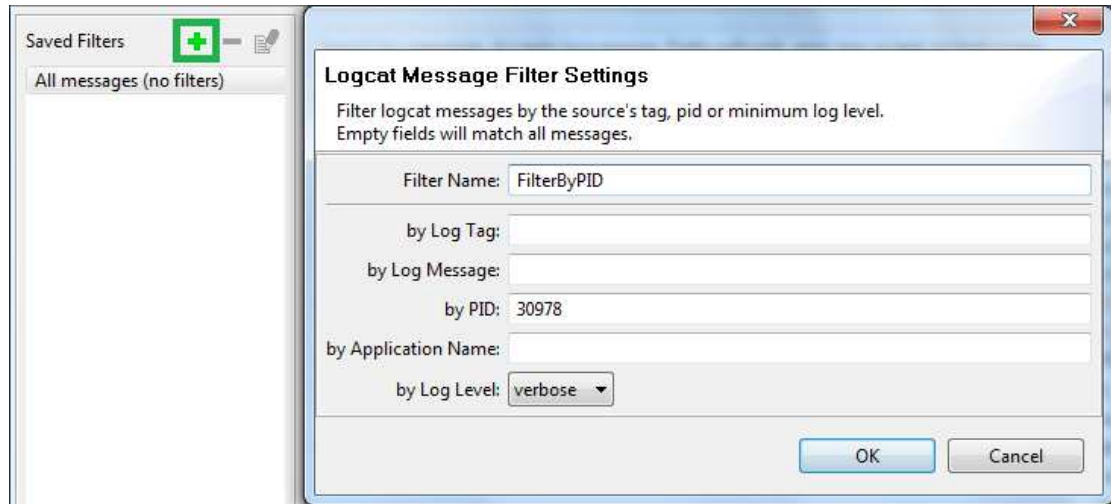 Saved Filters
All messages (no filters)
Logcat Message Filter Settings
Filter logcat messages by the source's tag, pid or minimum log level.
Empty fields will match all messages.
Filter Name: FilterByPID
by Log Tag:
by Log Message:
by PID: 30978
by Application Name:
by Log Level: verbose
OK Cancel